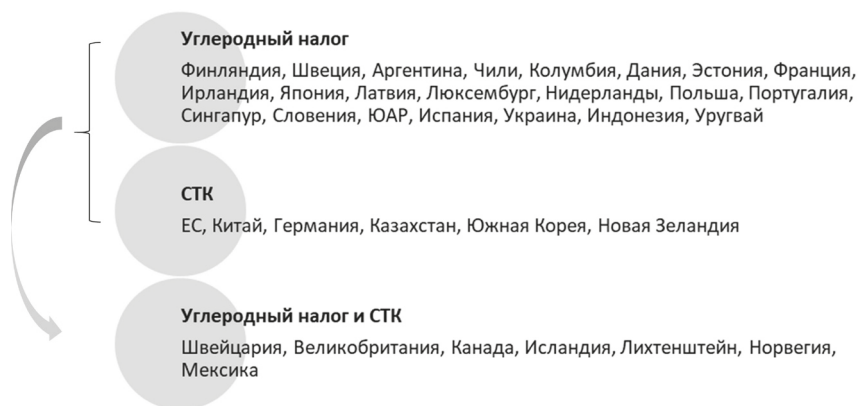 Углеродный налог
Финляндия, Швеция, Аргентина, Чили, Колумбия, Дания, Эстония, Франция,
Ирландия, Япония, Латвия, Люксембург, Нидерланды, Польша, Португалия,
Сингапур, Словения, ЮАР, Испания, Украина, Индонезия, Уругвай
СТК
ЕС, Китай, Германия, Казахстан, Южная Корея, Новая Зеландия
Углеродный налог и СТК
Швейцария, Великобритания, Канада, Исландия, Лихтенштейн, Норвегия,
Мексика